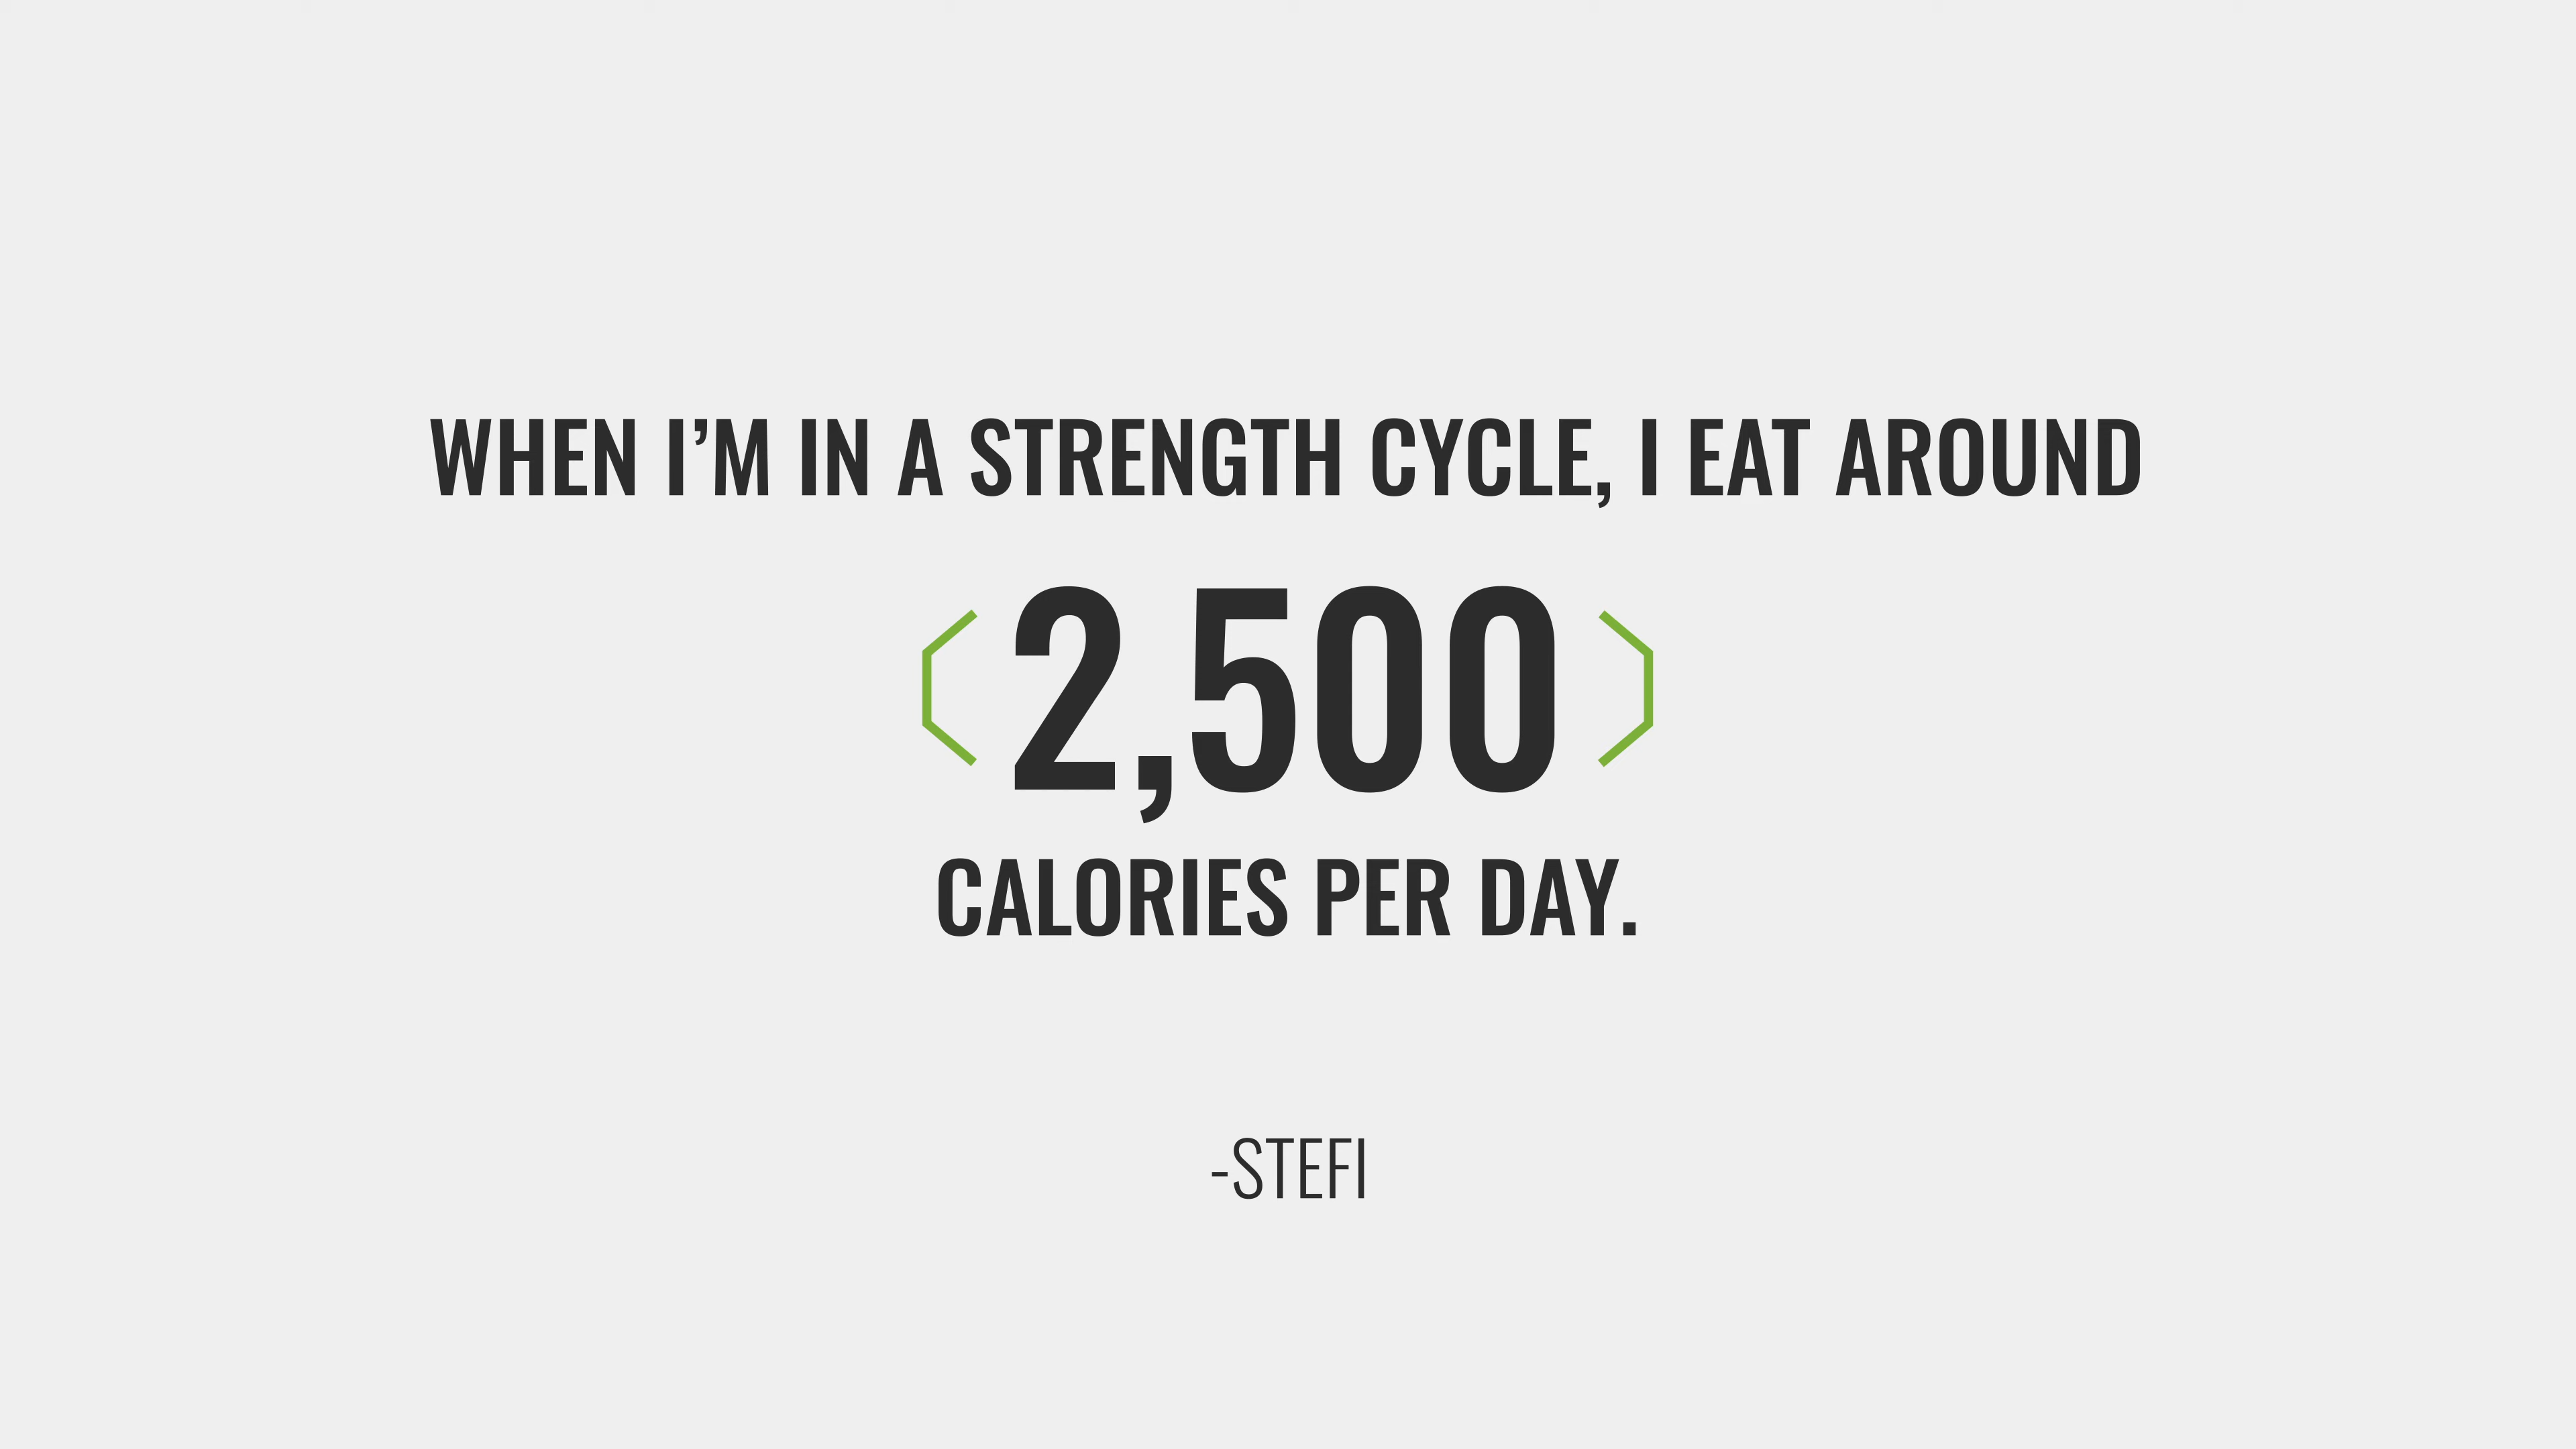 WHEN I’M IN A STRENGTH CYCLE, I EAT AROUND
2,500
CALORIES PER DAY.
-STEFI